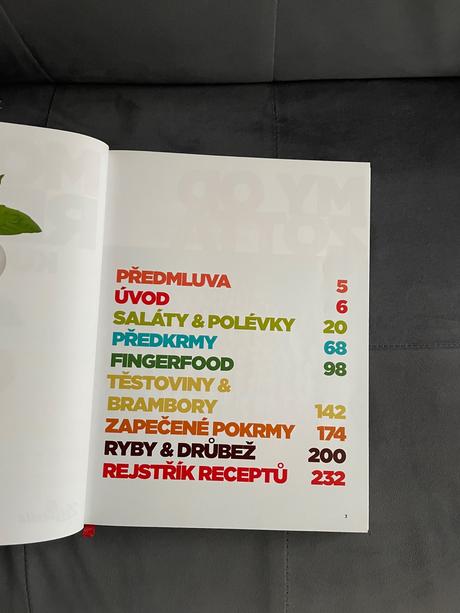 PŘEDMLUVA 5
ÚVOD 6
SALÁTY & POLÉVKY 20
PŘEDKRMY 68
FINGERFOOD 98
TĚSTOVINY &
BRAMBORY 142
ZAPEČENÉ POKRMY 174
RYBY & DRŮBEŽ 200
REJSTŘÍK RECEPTŮ 232
3